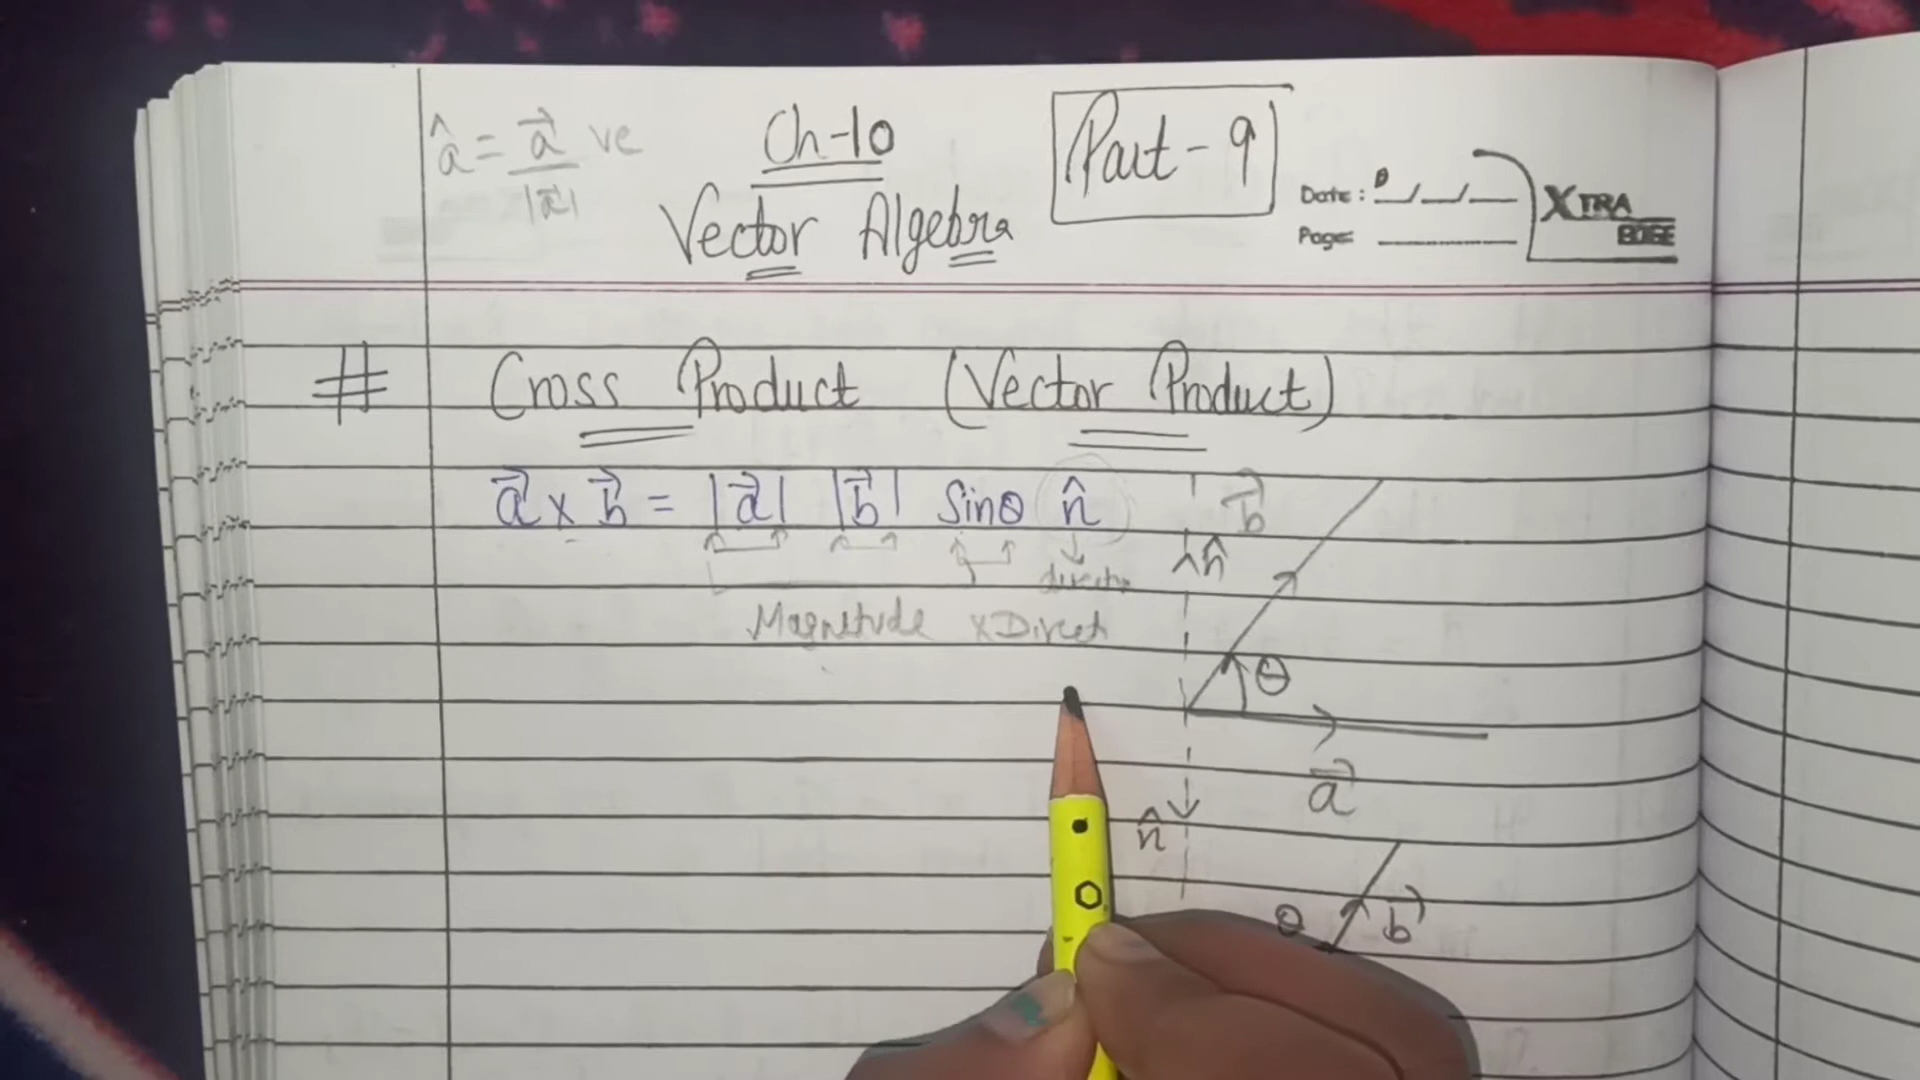 â = a⃗ / |a⃗| ve
Ch-10
Part - 9
Vector Algebra
Date: __/__/__
Page:
XTRA
EDGE
# Cross Product (Vector Product)
a⃗ x b⃗ = |a⃗| |b⃗| Sinθ n̂
b⃗
n̂
Magnitude x Direct
θ
a⃗
n̂
θ
b⃗